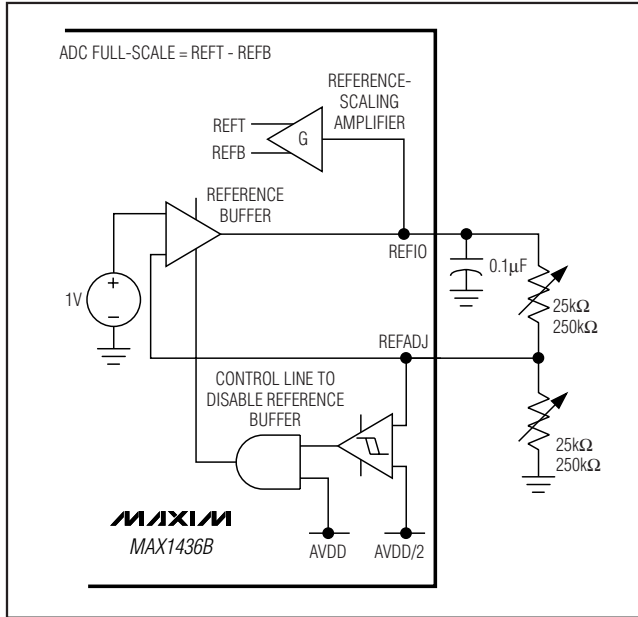 ADC FULL-SCALE = REFT - REFB
REFERENCE-
SCALING
AMPLIFIER
REFT
REFB
G
REFERENCE
BUFFER
REFIO
0.1µF
1V
+
−
25kΩ
250kΩ
REFADJ
CONTROL LINE TO
DISABLE REFERENCE
BUFFER
25kΩ
250kΩ
MAXIM
MAX1436B
AVDD
AVDD/2